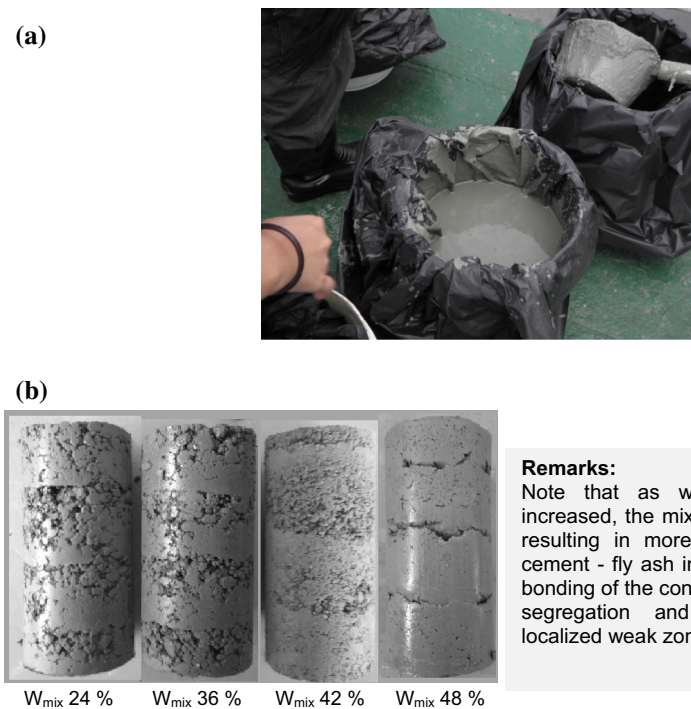 (a)
(b)
Remarks:
Note that as w
increased, the mix
resulting in more
cement - fly ash in
bonding of the con
segregation and
localized weak zon
Wmix 24 %
Wmix 36 %
Wmix 42 %
Wmix 48 %